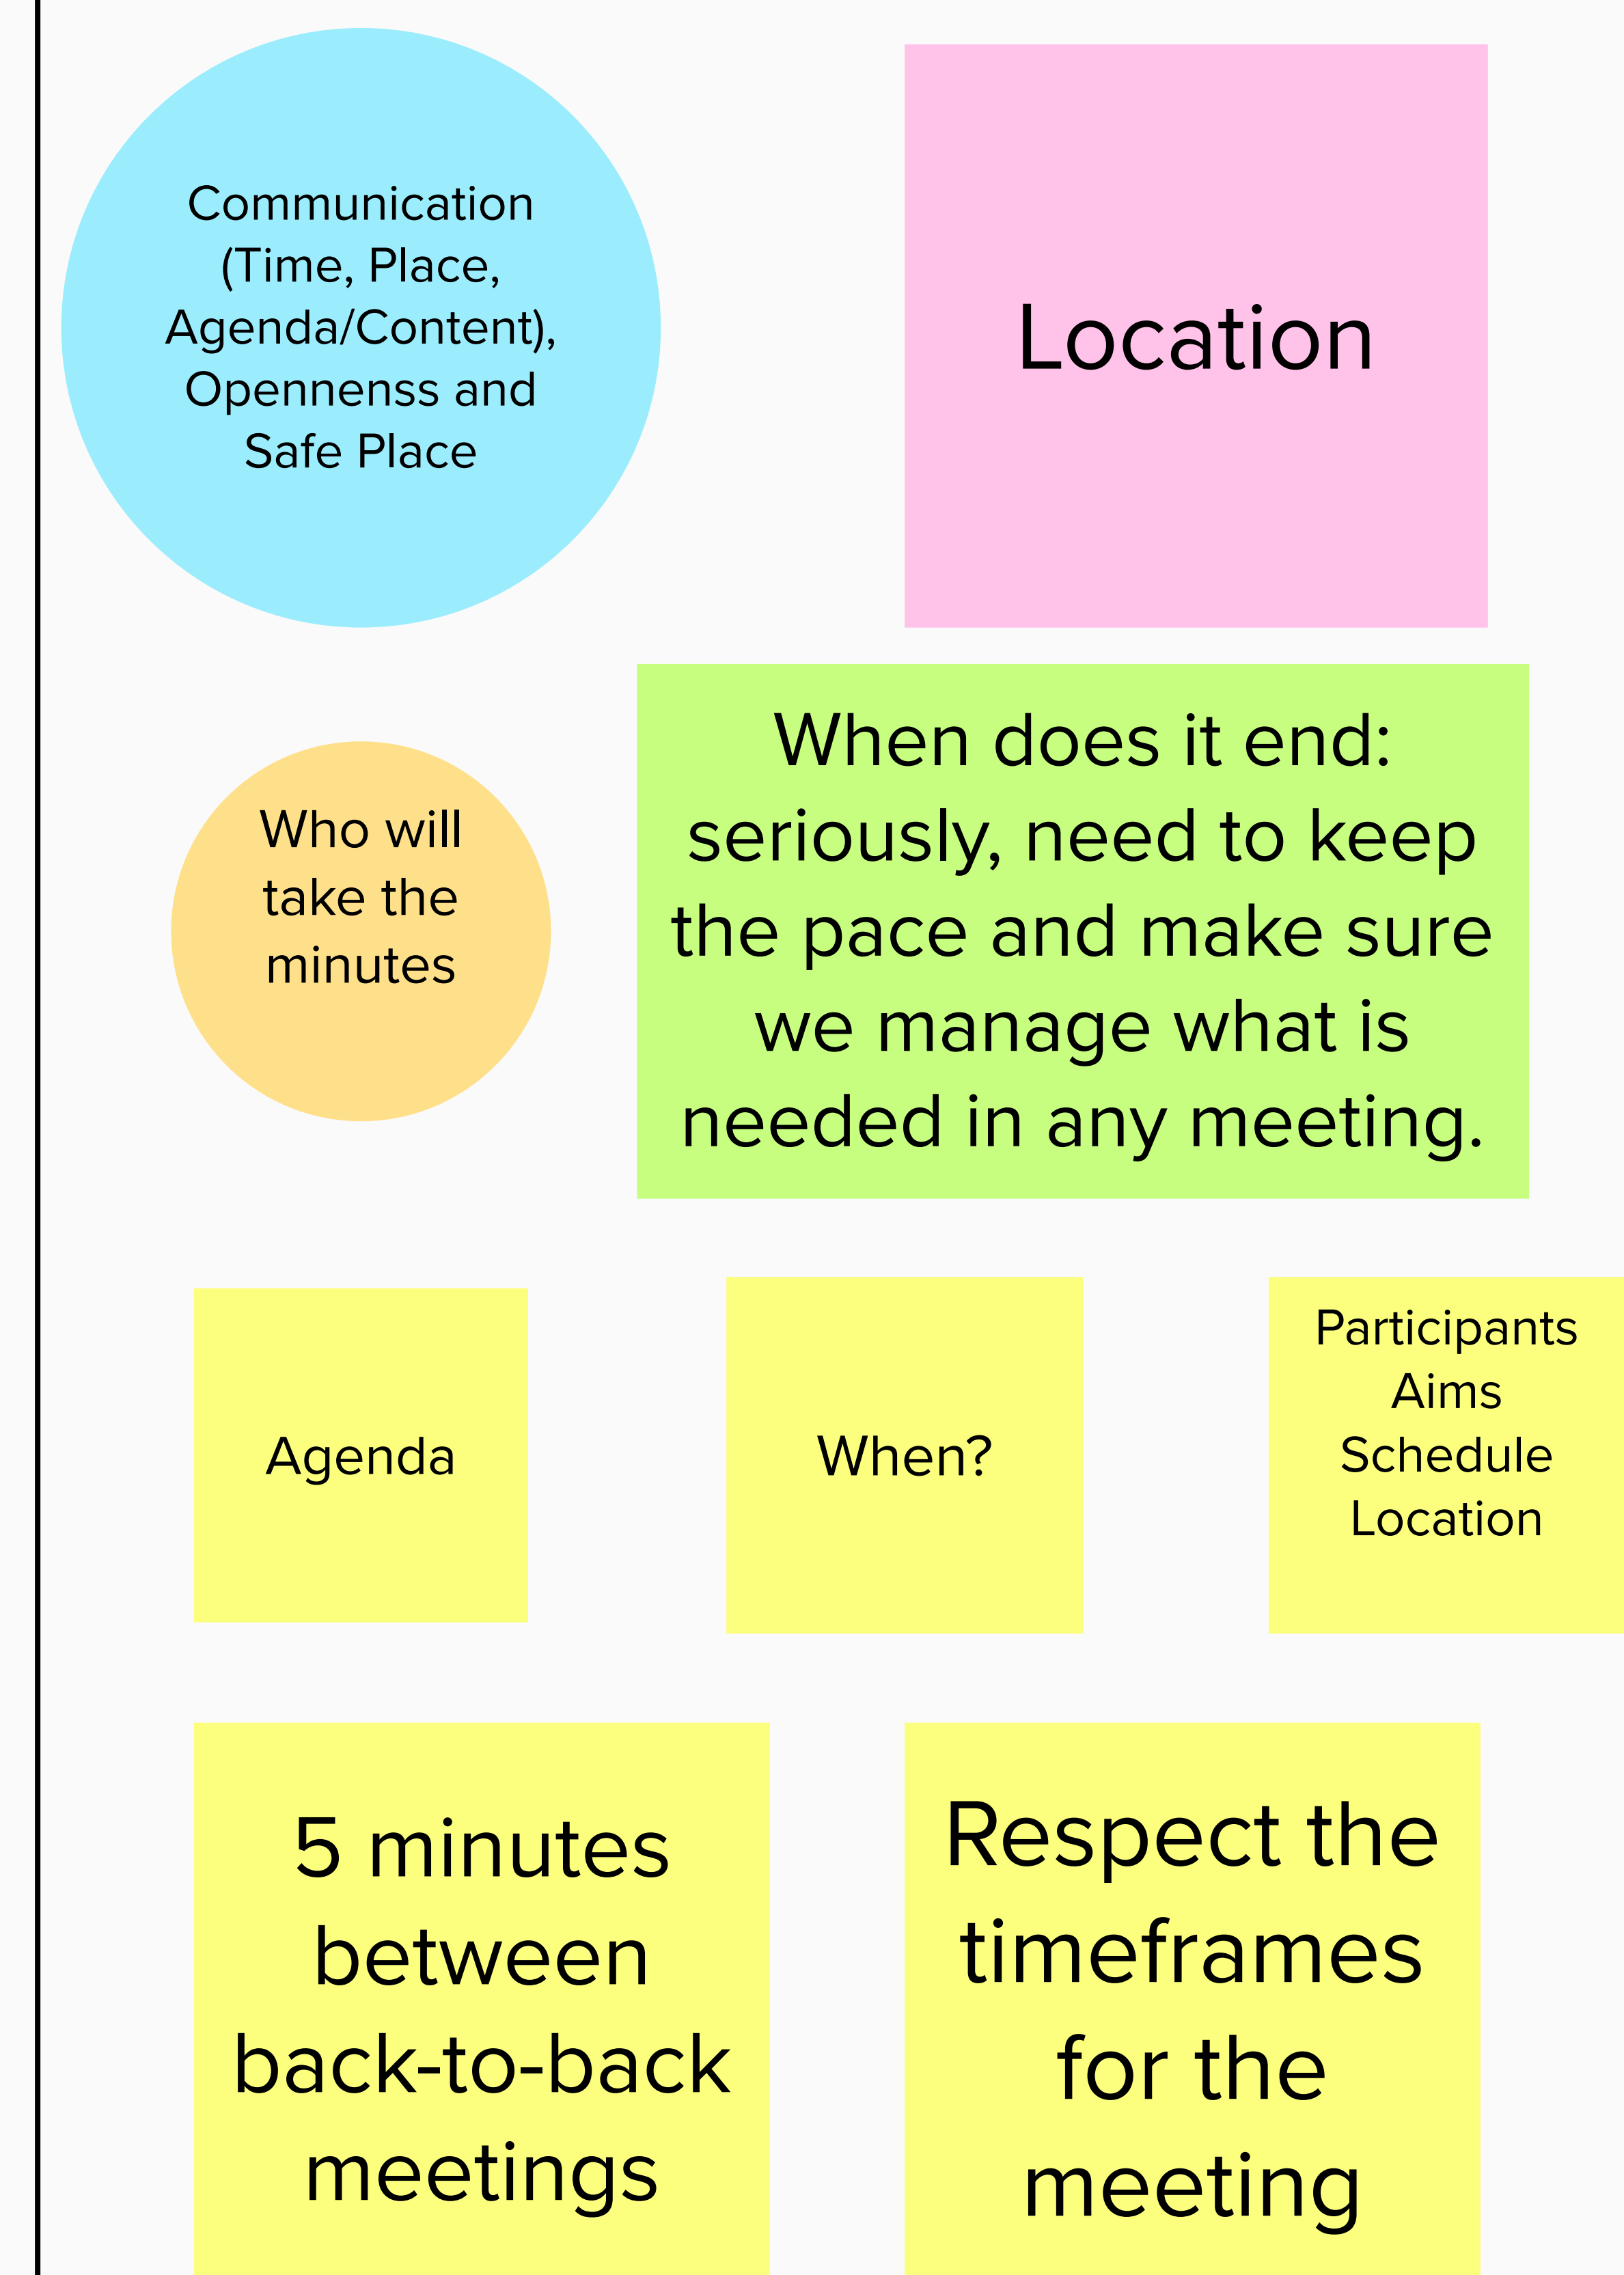 Communication
(Time, Place,
Agenda/Content),
Opennenss and
Safe Place
Location
Who will
take the
minutes
When does it end:
seriously, need to keep
the pace and make sure
we manage what is
needed in any meeting.
Agenda
When?
Participants
Aims
Schedule
Location
5 minutes
between
back-to-back
meetings
Respect the
timeframes
for the
meeting